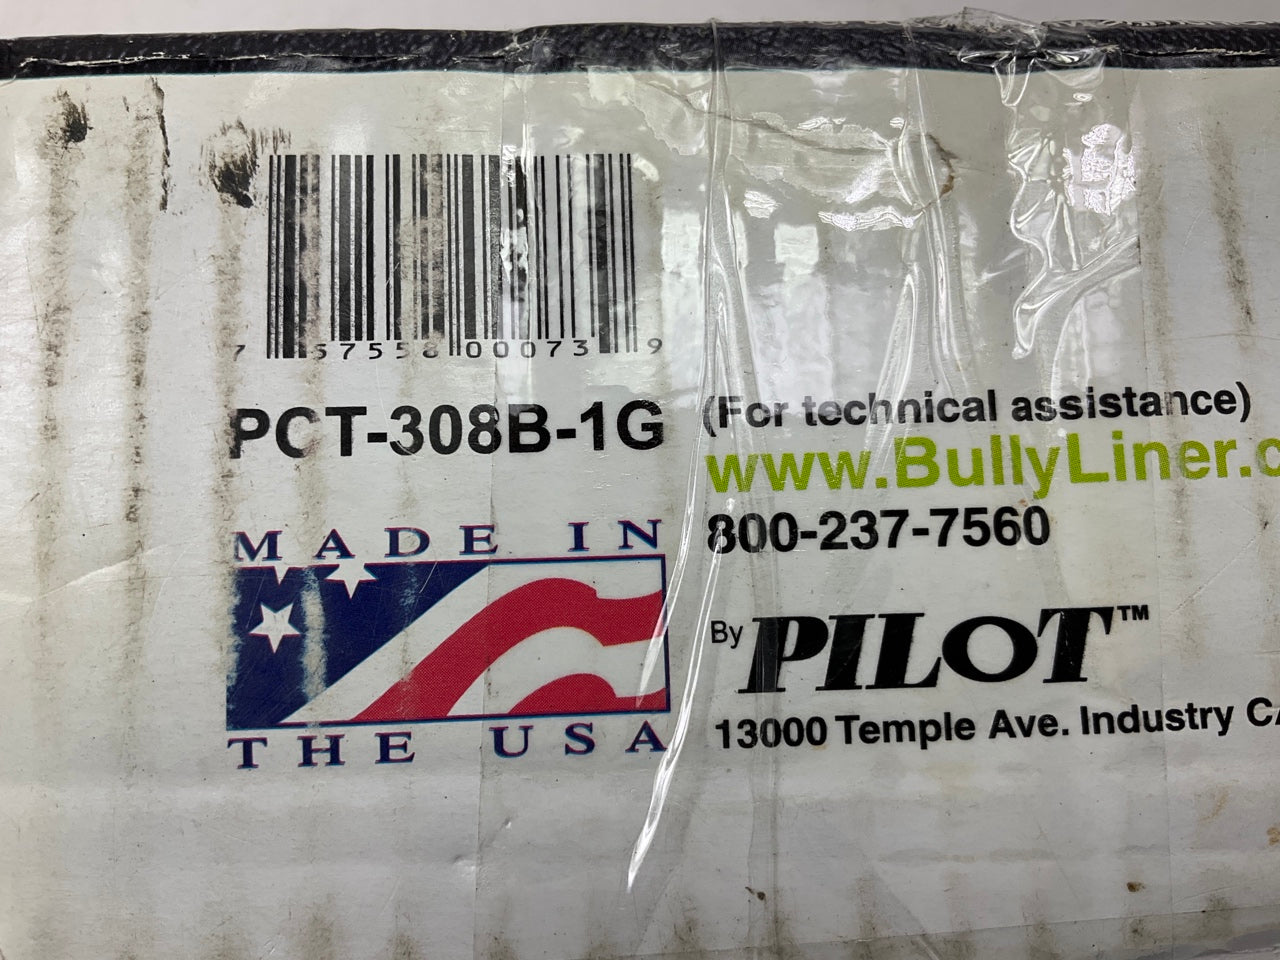 7 57558 00073 9
PCT-308B-1G
(For technical assistance)
www.BullyLiner.c
800-237-7560
MADE IN
THE USA
By PILOT™
13000 Temple Ave. Industry CA